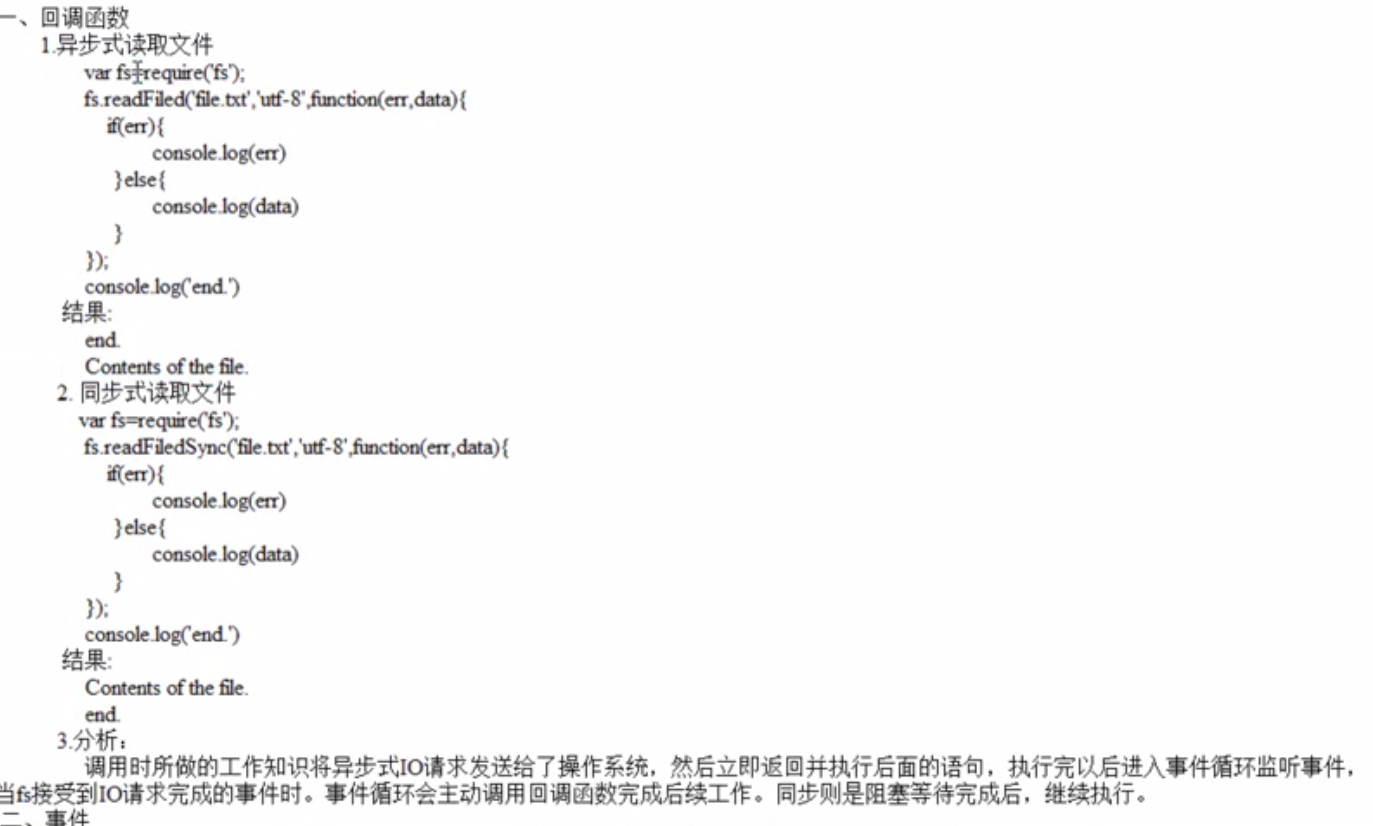 一、回调函数
1.异步式读取文件
var fs=require('fs');
fs.readFiled('file.txt','utf-8',function(err,data){
if(err){
console.log(err)
}else{
console.log(data)
}
});
console.log('end.')
结果:
end.
Contents of the file.
2. 同步式读取文件
var fs=require('fs');
fs.readFiledSync('file.txt','utf-8',function(err,data){
if(err){
console.log(err)
}else{
console.log(data)
}
});
console.log('end.')
结果:
Contents of the file.
end.
3.分析：
调用时所做的工作知识将异步式IO请求发送给了操作系统，然后立即返回并执行后面的语句，执行完以后进入事件循环监听事件，
当fs接受到IO请求完成的事件时。事件循环会主动调用回调函数完成后续工作。同步则是阻塞等待完成后，继续执行。
二、事件